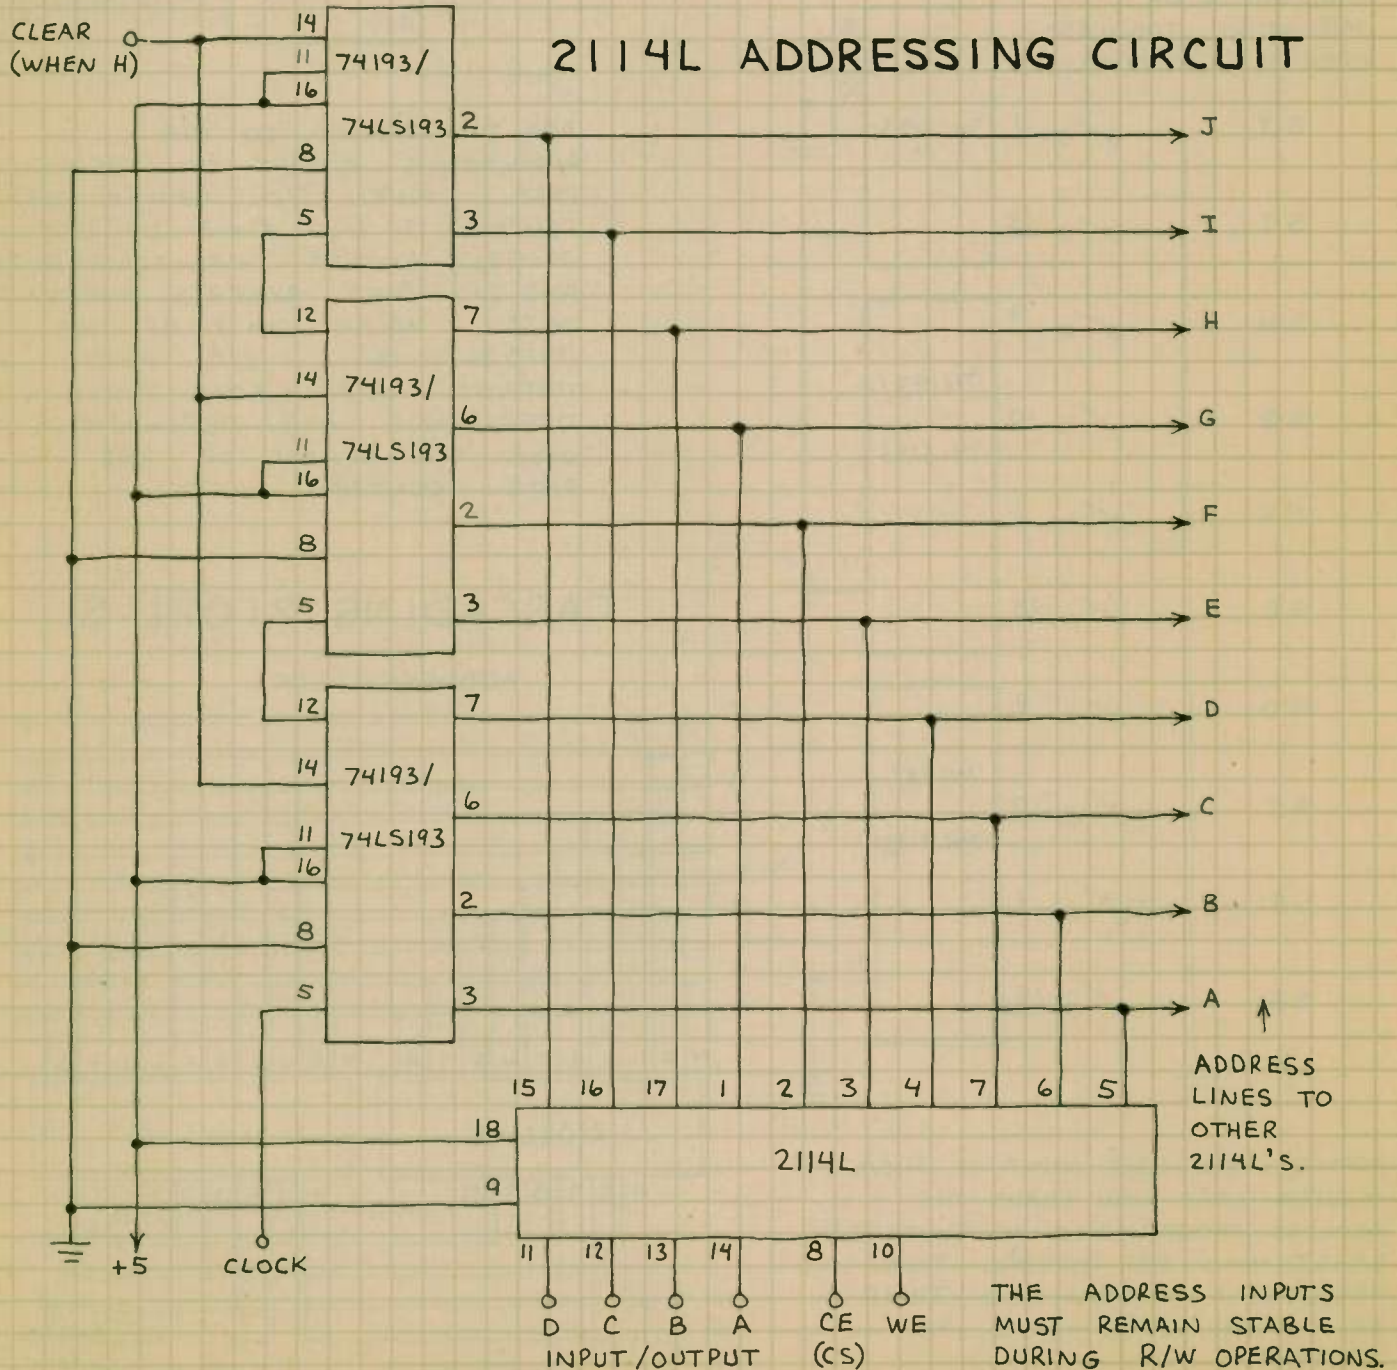 2114L ADDRESSING CIRCUIT
CLEAR
(WHEN H)
14
11
16
8
5
74193/
74LS193
2
3
J
I
12
14
11
16
8
5
74193/
74LS193
7
6
2
3
H
G
F
E
12
14
11
16
8
5
74193/
74LS193
7
6
2
3
D
C
B
A
↑
ADDRESS
LINES TO
OTHER
2114L'S.
15 16 17 1 2 3 4 7 6 5
18
9
2114L
+5
CLOCK
11 12 13 14 8 10
D C B A CE WE
INPUT/OUTPUT (CS)
THE ADDRESS INPUTS
MUST REMAIN STABLE
DURING R/W OPERATIONS.